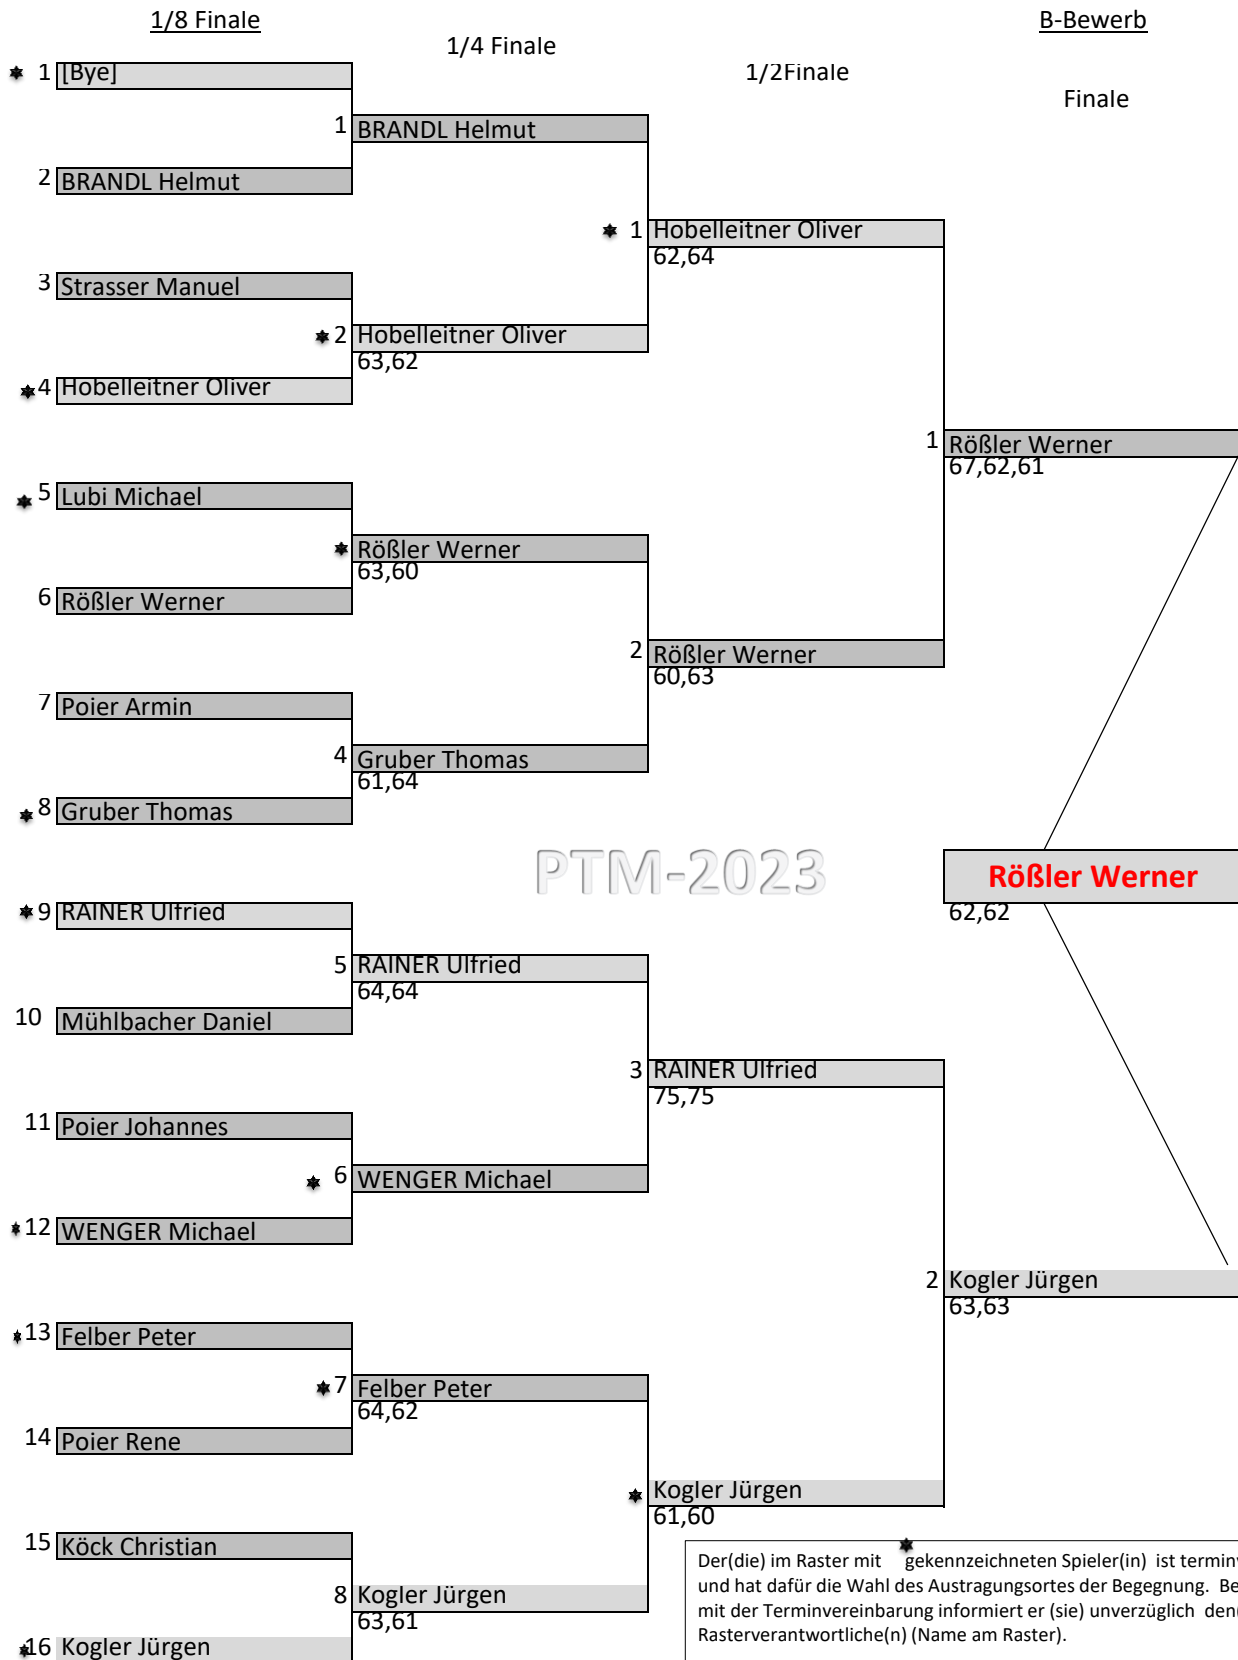 1/8 Finale
B-Bewerb
1/4 Finale
1/2Finale
Finale
1 [Bye]
1 BRANDL Helmut
2 BRANDL Helmut
1 Hobelleitner Oliver
62,64
3 Strasser Manuel
2 Hobelleitner Oliver
63,62
4 Hobelleitner Oliver
1 Rößler Werner
67,62,61
5 Lubi Michael
Rößler Werner
63,60
6 Rößler Werner
2 Rößler Werner
60,63
7 Poier Armin
4 Gruber Thomas
61,64
8 Gruber Thomas
PTM-2023
Rößler Werner
62,62
9 RAINER Ulfried
5 RAINER Ulfried
64,64
10 Mühlbacher Daniel
3 RAINER Ulfried
75,75
11 Poier Johannes
6 WENGER Michael
12 WENGER Michael
2 Kogler Jürgen
63,63
13 Felber Peter
7 Felber Peter
64,62
14 Poier Rene
Kogler Jürgen
61,60
15 Köck Christian
8 Kogler Jürgen
63,61
16 Kogler Jürgen
Der(die) im Raster mit gekennzeichneten Spieler(in) ist termin
und hat dafür die Wahl des Austragungsortes der Begegnung. Be
mit der Terminvereinbarung informiert er (sie) unverzüglich den(
Rasterverantwortliche(n) (Name am Raster).